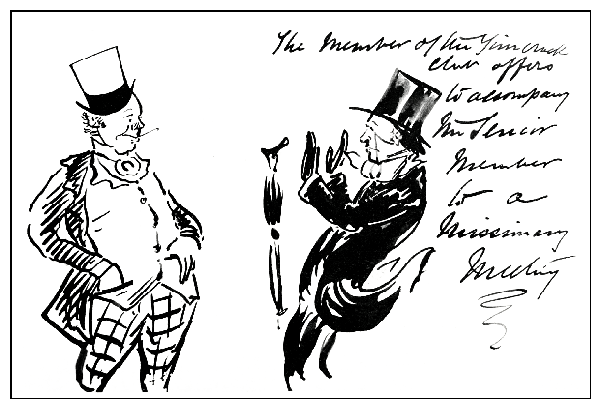 The Member of the Gimcrack
Club offers
to accompany
the Senior
Member
to a
Missionary
Meeting